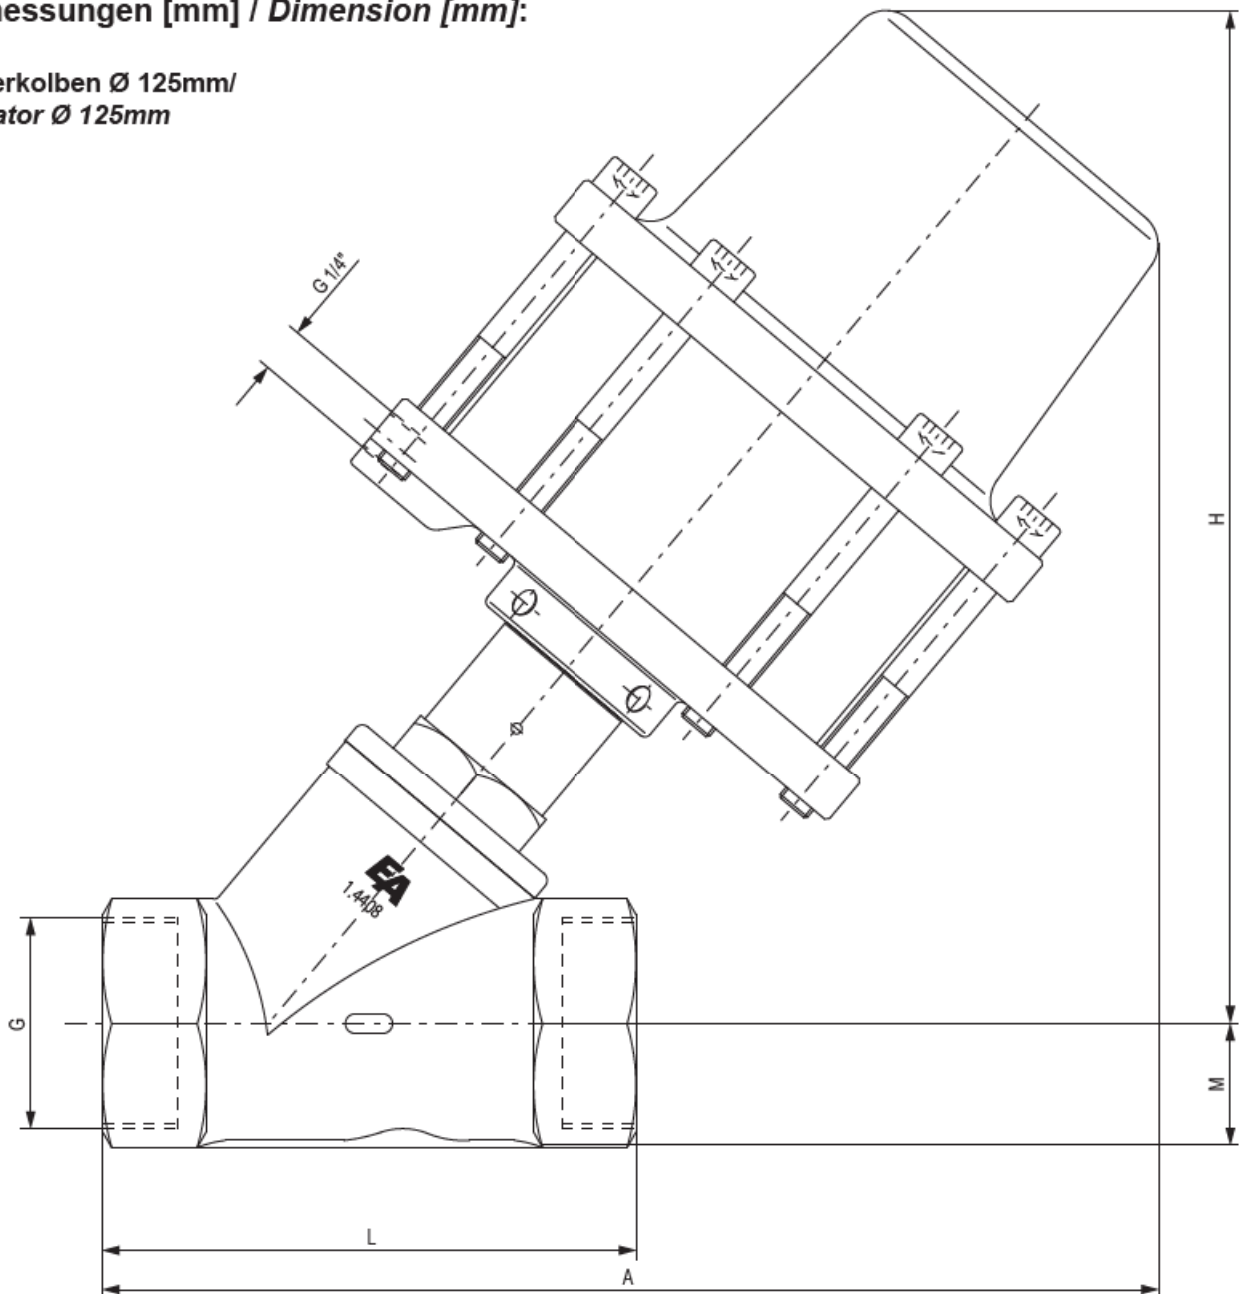 essungen [mm] / Dimension [mm]:
erkolben Ø 125mm/
ator Ø 125mm
G 1/4"
H
EA
1.4408
G
M
L
A